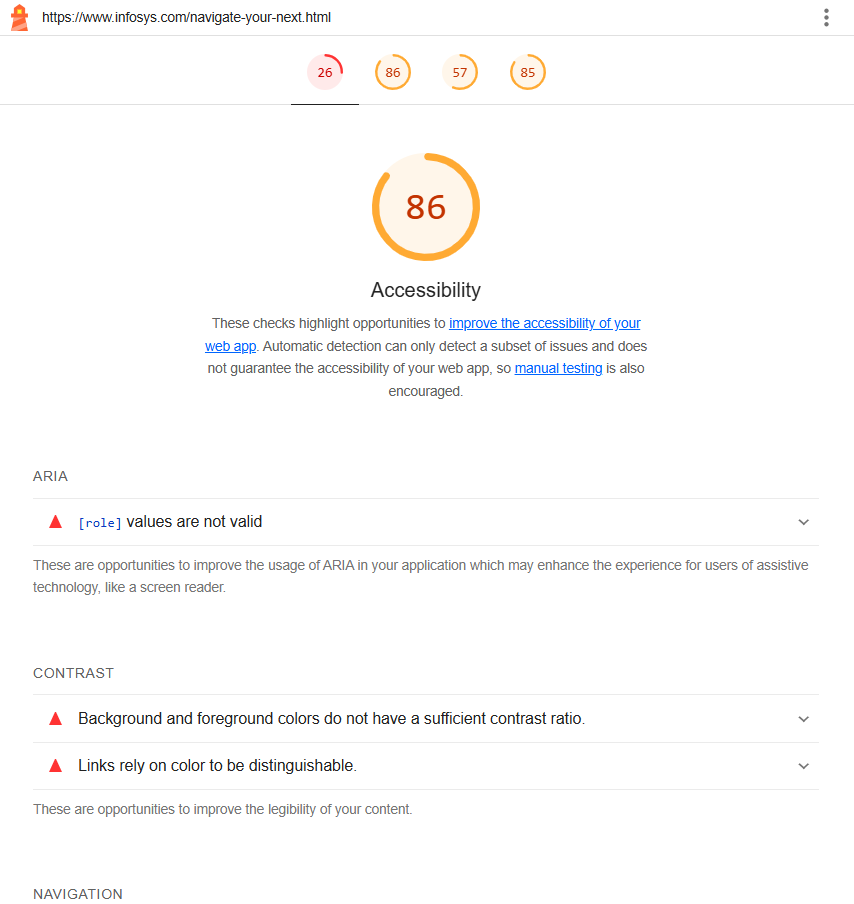 https://www.infosys.com/navigate-your-next.html
26 86 57 85
86
Accessibility
These checks highlight opportunities to improve the accessibility of your
web app. Automatic detection can only detect a subset of issues and does
not guarantee the accessibility of your web app, so manual testing is also
encouraged.
ARIA
[role] values are not valid
These are opportunities to improve the usage of ARIA in your application which may enhance the experience for users of assistive
technology, like a screen reader.
CONTRAST
Background and foreground colors do not have a sufficient contrast ratio.
Links rely on color to be distinguishable.
These are opportunities to improve the legibility of your content.
NAVIGATION